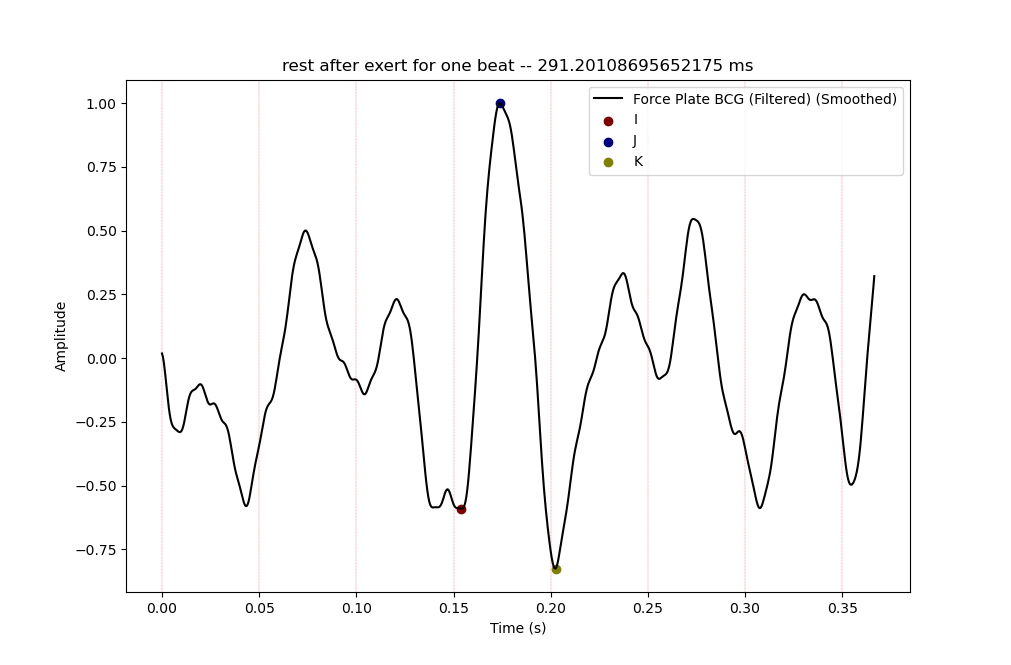 rest after exert for one beat -- 291.20108695652175 ms
Force Plate BCG (Filtered) (Smoothed)
I
J
K
Amplitude
1.00
0.75
0.50
0.25
0.00
−0.25
−0.50
−0.75
0.00 0.05 0.10 0.15 0.20 0.25 0.30 0.35
Time (s)